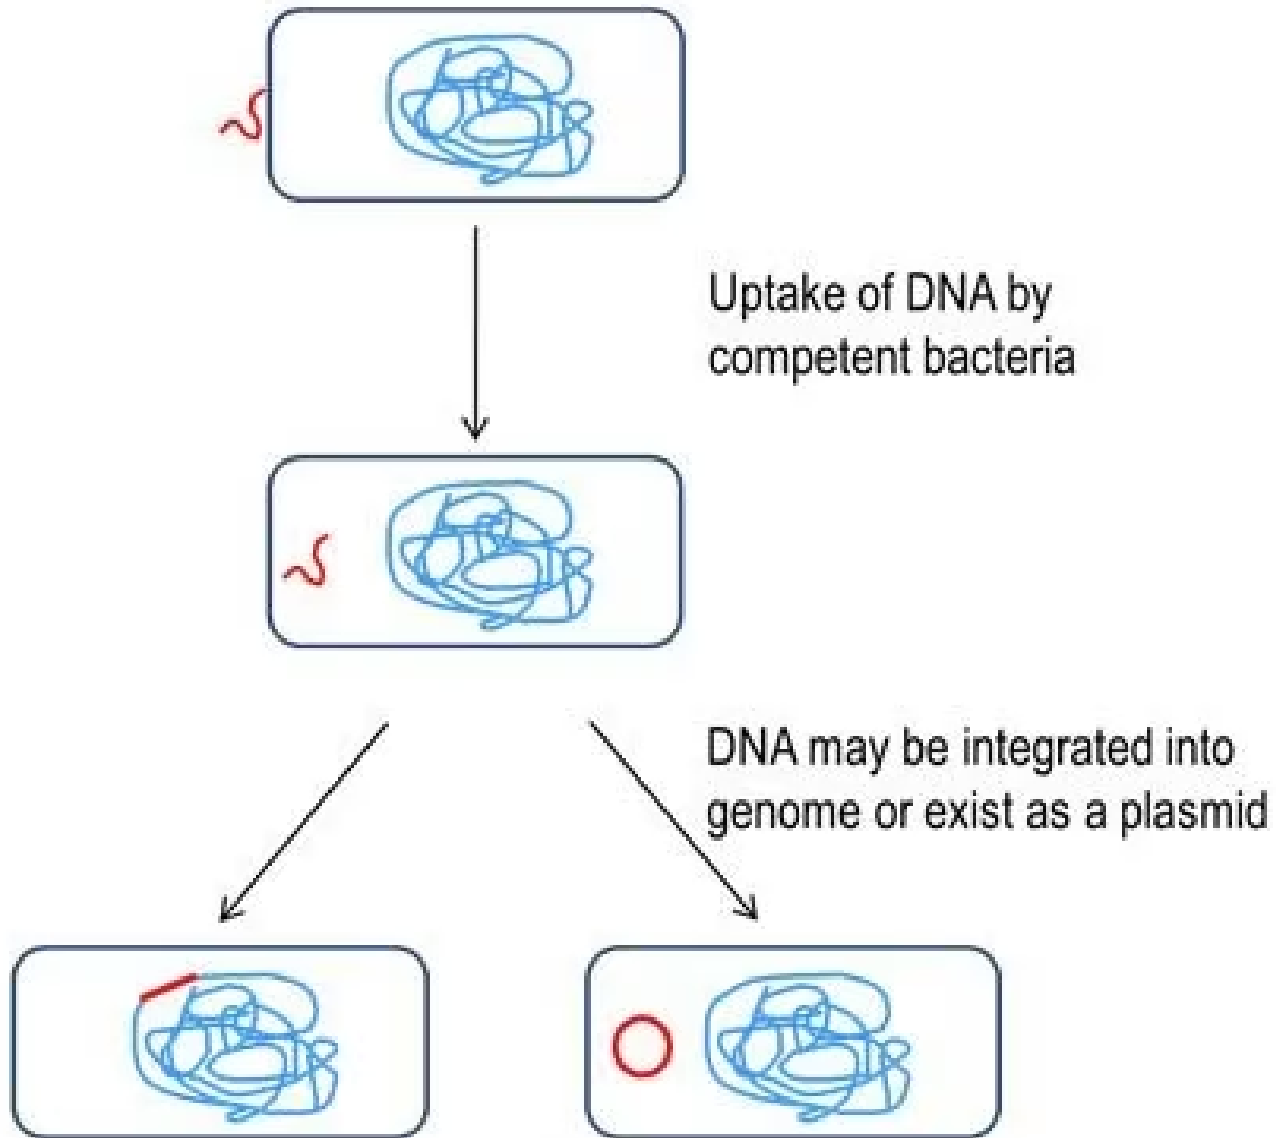 Uptake of DNA by
competent bacteria
DNA may be integrated into
genome or exist as a plasmid